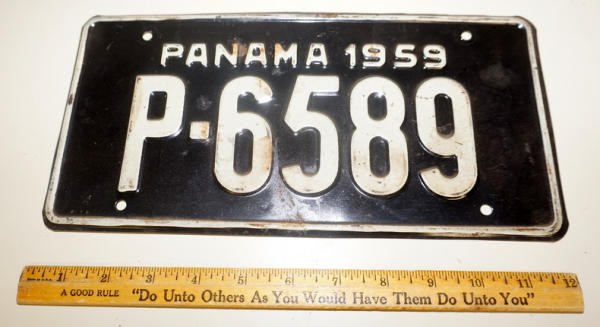 PANAMA 1959
P-6589
1 2 3 4 5 6 7 8 9 10 11 12
A GOOD RULE "Do Unto Others As You Would Have Them Do Unto You"